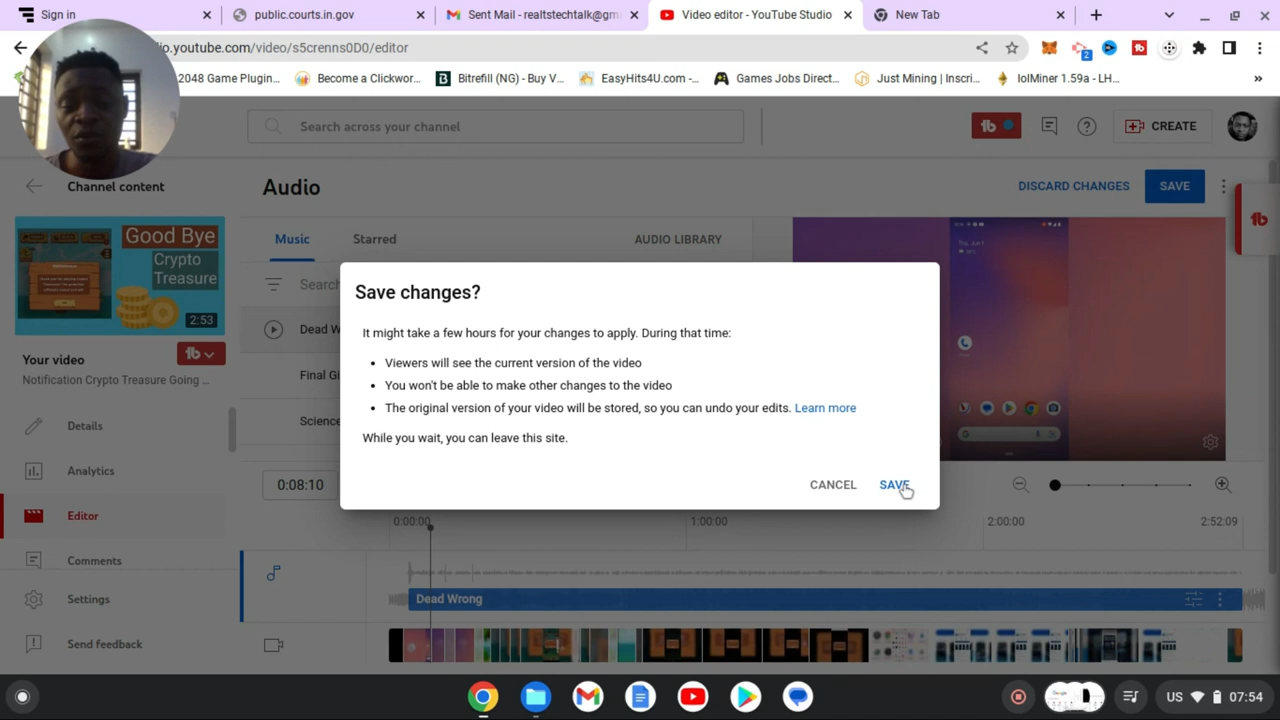 Sign in
public.courts.in.gov
Sent Mail - realtstechtalk@gm
Video editor - YouTube Studio
New Tab
io.youtube.com/video/s5crenns0D0/editor
2
2048 Game Plugin...
Become a Clickwor...
Bitrefill (NG) - Buy V...
EasyHits4U.com -...
Games Jobs Direct...
Just Mining | Inscri...
lolMiner 1.59a - LH...
»
Search across your channel
CREATE
Channel content
Audio
DISCARD CHANGES
SAVE
Good Bye
Crypto
Treasure
2:53
Music
Starred
AUDIO LIBRARY
Search
Save changes?
It might take a few hours for your changes to apply. During that time:
• Viewers will see the current version of the video
• You won't be able to make other changes to the video
• The original version of your video will be stored, so you can undo your edits. Learn more
While you wait, you can leave this site.
CANCEL
SAVE
Dead W
Final Gi
Science
Your video
Notification Crypto Treasure Going ...
Details
Analytics
Editor
Comments
Settings
Send feedback
0:08:10
0:00:00
1:00:00
2:00:00
2:52:09
Dead Wrong
US
07:54